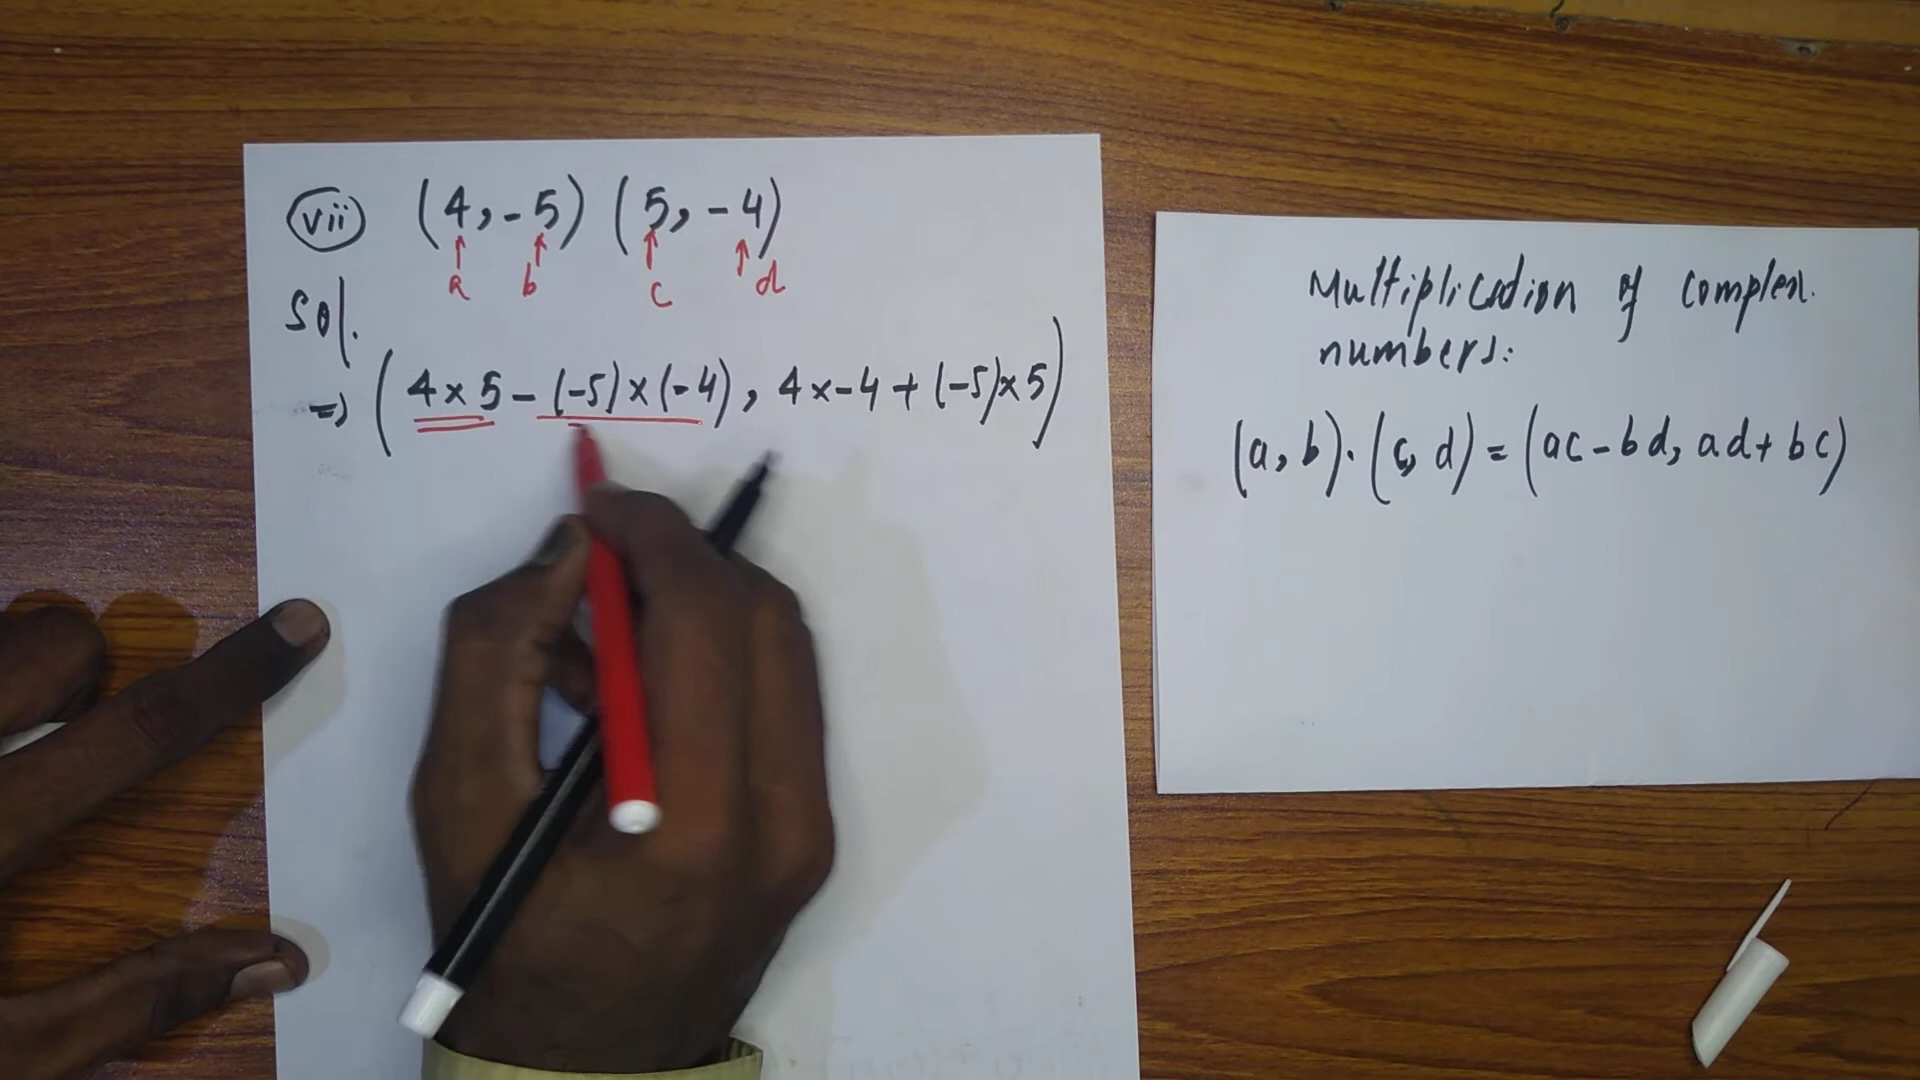 vii (4, -5) (5, -4)
a b c d
Sol.
=> ( 4 × 5 - (-5) × (-4), 4 × -4 + (-5) × 5 )
Multiplication of complex
numbers:
(a, b) . (c, d) = (ac - bd, ad + bc)